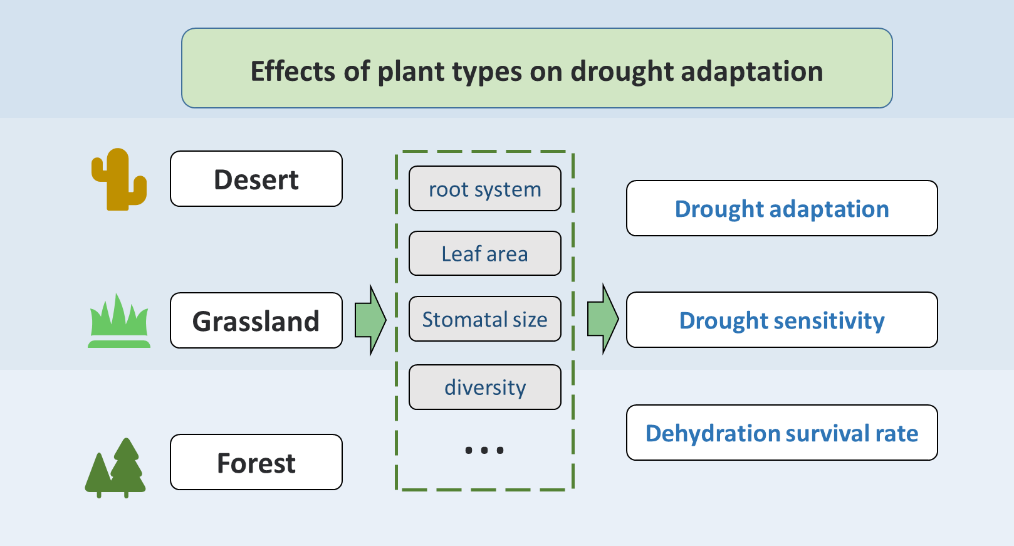 Effects of plant types on drought adaptation
Desert
Grassland
Forest
root system
Leaf area
Stomatal size
diversity
...
Drought adaptation
Drought sensitivity
Dehydration survival rate